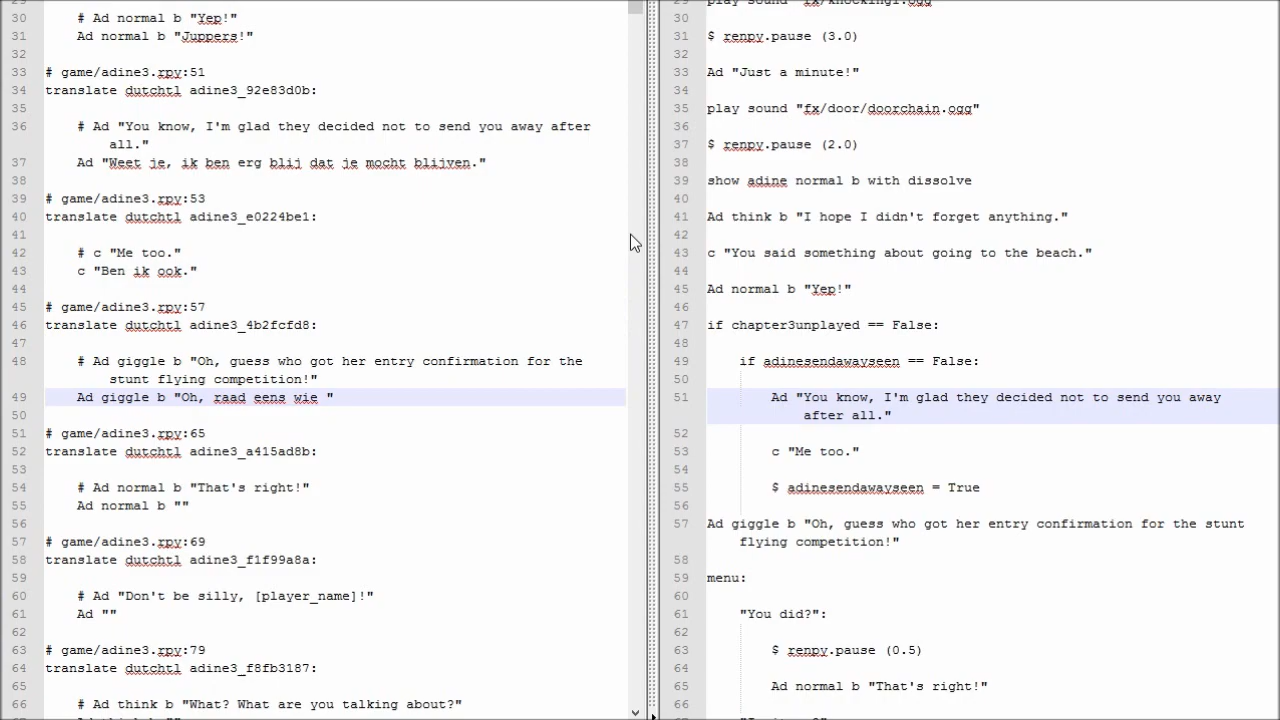 29
30 # Ad normal b "Yep!"
31 Ad normal b "Juppers!"
32
33 # game/adine3.rpy:51
34 translate dutchtl adine3_92e83d0b:
35
36 # Ad "You know, I'm glad they decided not to send you away after
all."
37 Ad "Weet je, ik ben erg blij dat je mocht blijven."
38
39 # game/adine3.rpy:53
40 translate dutchtl adine3_e0224be1:
41
42 # c "Me too."
43 c "Ben ik ook."
44
45 # game/adine3.rpy:57
46 translate dutchtl adine3_4b2fcfd8:
47
48 # Ad giggle b "Oh, guess who got her entry confirmation for the
stunt flying competition!"
49 Ad giggle b "Oh, raad eens wie "
50
51 # game/adine3.rpy:65
52 translate dutchtl adine3_a415ad8b:
53
54 # Ad normal b "That's right!"
55 Ad normal b ""
56
57 # game/adine3.rpy:69
58 translate dutchtl adine3_f1f99a8a:
59
60 # Ad "Don't be silly, [player_name]!"
61 Ad ""
62
63 # game/adine3.rpy:79
64 translate dutchtl adine3_f8fb3187:
65
66 # Ad think b "What? What are you talking about?"
29 play sound "fx/knocking1.ogg"
30
31 $ renpy.pause (3.0)
32
33 Ad "Just a minute!"
34
35 play sound "fx/door/doorchain.ogg"
36
37 $ renpy.pause (2.0)
38
39 show adine normal b with dissolve
40
41 Ad think b "I hope I didn't forget anything."
42
43 c "You said something about going to the beach."
44
45 Ad normal b "Yep!"
46
47 if chapter3unplayed == False:
48
49 if adinesendawayseen == False:
50
51 Ad "You know, I'm glad they decided not to send you away
after all."
52
53 c "Me too."
54
55 $ adinesendawayseen = True
56
57 Ad giggle b "Oh, guess who got her entry confirmation for the stunt
flying competition!"
58
59 menu:
60
61 "You did?":
62
63 $ renpy.pause (0.5)
64
65 Ad normal b "That's right!"
66